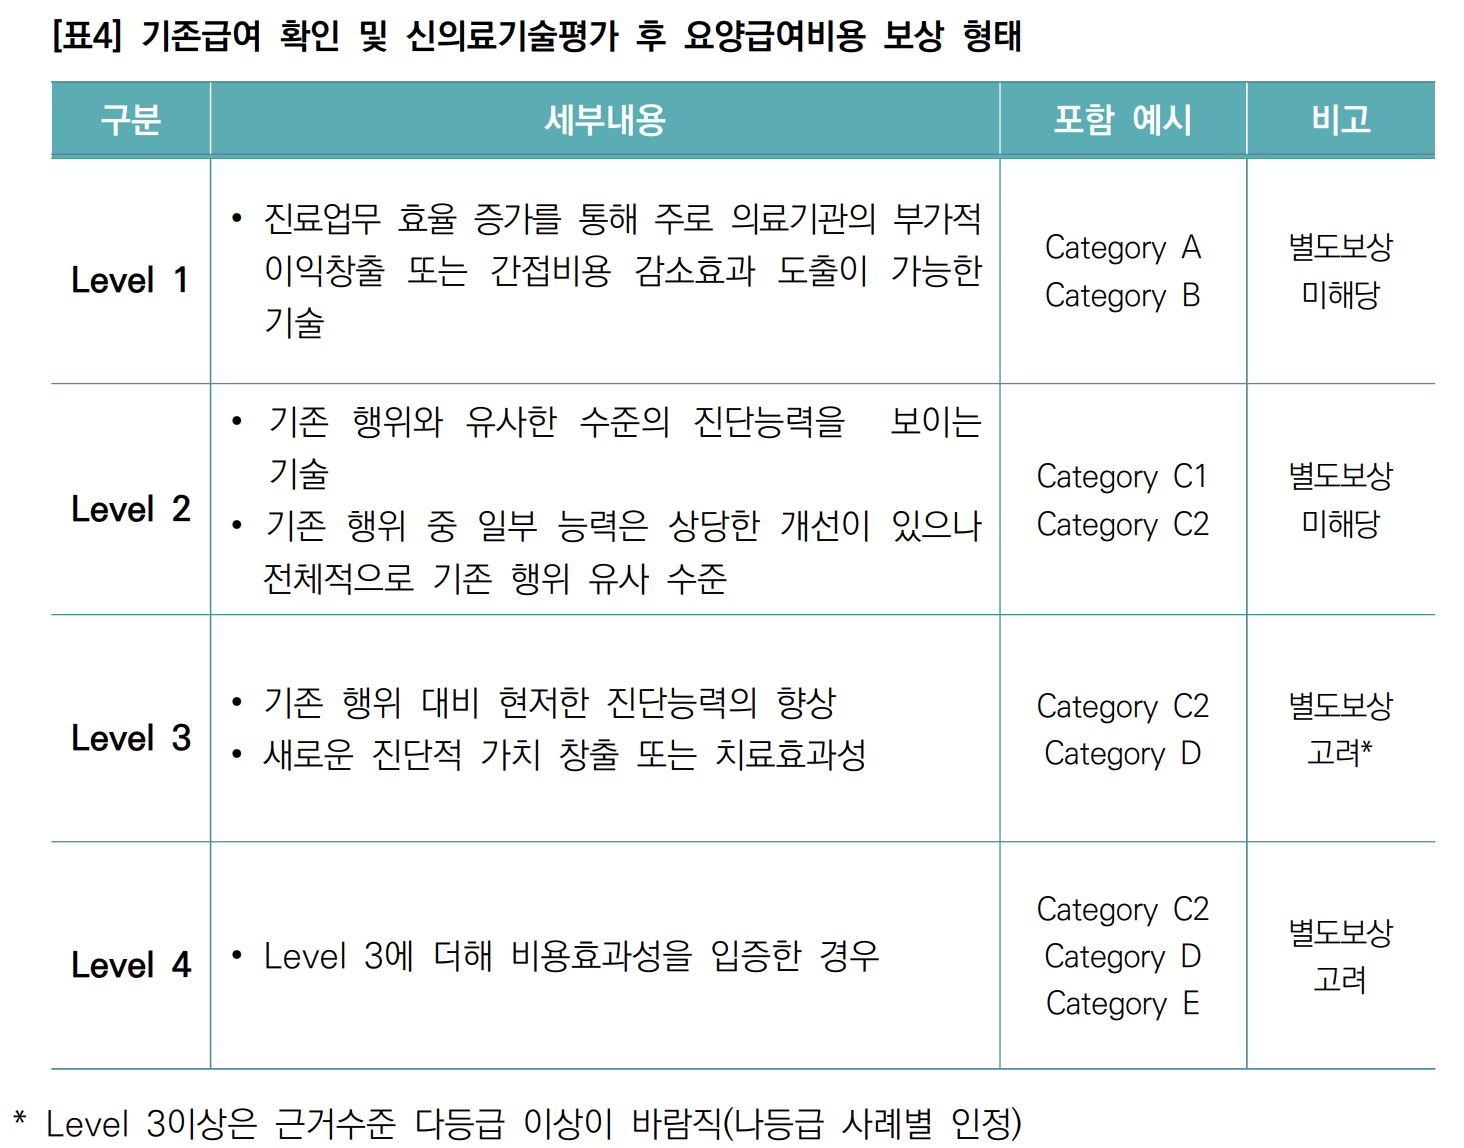 [표4] 기존급여 확인 및 신의료기술평가 후 요양급여비용 보상 형태
구분 세부내용 포함 예시 비고
Level 1
• 진료업무 효율 증가를 통해 주로 의료기관의 부가적
이익창출 또는 간접비용 감소효과 도출이 가능한
기술
Category A
Category B
별도보상
미해당
Level 2
• 기존 행위와 유사한 수준의 진단능력을 보이는
기술
• 기존 행위 중 일부 능력은 상당한 개선이 있으나
전체적으로 기존 행위 유사 수준
Category C1
Category C2
별도보상
미해당
Level 3
• 기존 행위 대비 현저한 진단능력의 향상
• 새로운 진단적 가치 창출 또는 치료효과성
Category C2
Category D
별도보상
고려*
Level 4
• Level 3에 더해 비용효과성을 입증한 경우
Category C2
Category D
Category E
별도보상
고려
* Level 3이상은 근거수준 다등급 이상이 바람직(나등급 사례별 인정)